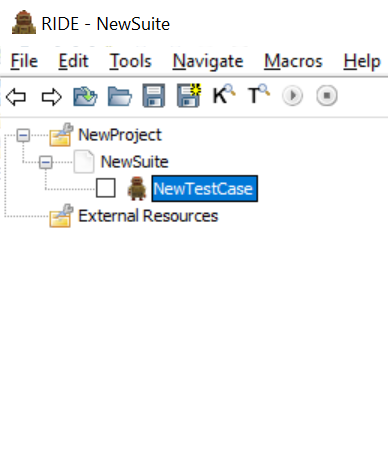 RIDE - NewSuite
File Edit Tools Navigate Macros Help
K T
NewProject
NewSuite
NewTestCase
External Resources